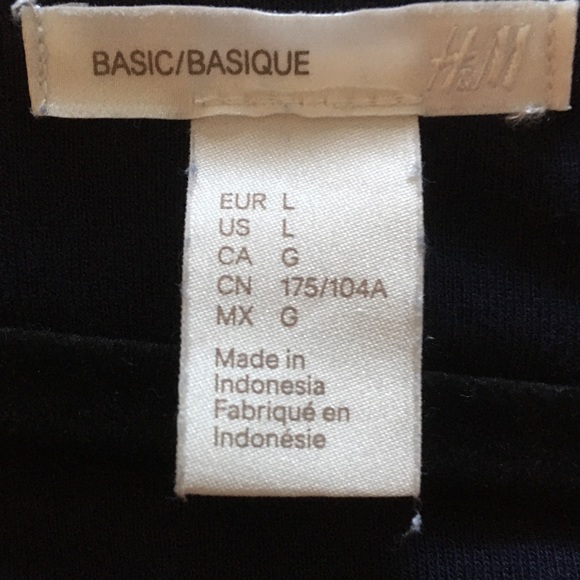 BASIC/BASIQUE
H&M
EUR L
US L
CA G
CN 175/104A
MX G
Made in
Indonesia
Fabriqué en
Indonésie